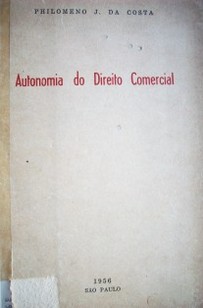 PHILOMENO J. DA COSTA
Autonomia do Direito Comercial
1956
SÃO PAULO